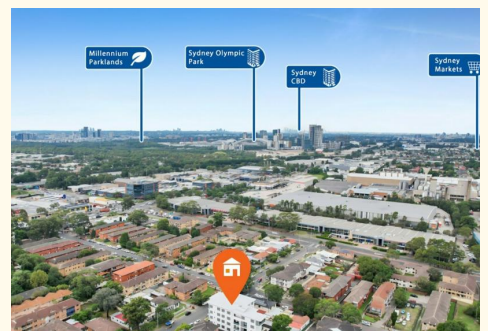 Millennium
Parklands
Sydney Olympic
Park
Sydney
CBD
Sydney
Markets